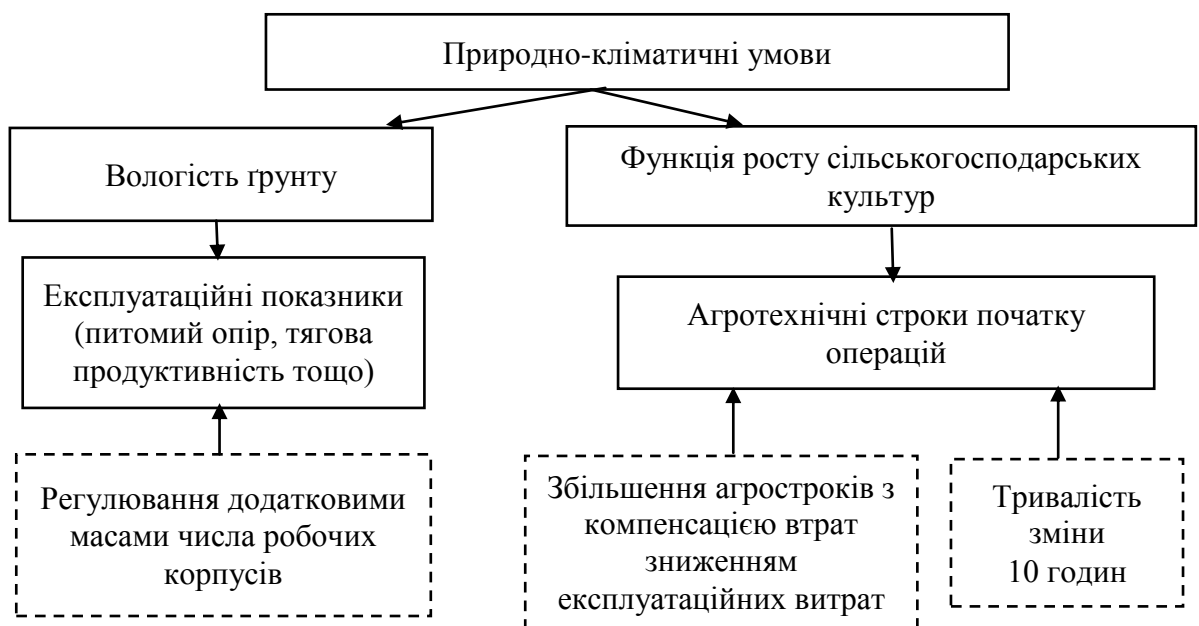 Природно-кліматичні умови
Вологість ґрунту
Функція росту сільськогосподарських
культур
Експлуатаційні показники
(питомий опір, тягова
продуктивність тощо)
Агротехнічні строки початку
операцій
Регулювання додатковими
масами числа робочих
корпусів
Збільшення агростроків з
компенсацією втрат
зниженням
експлуатаційних витрат
Тривалість
зміни
10 годин